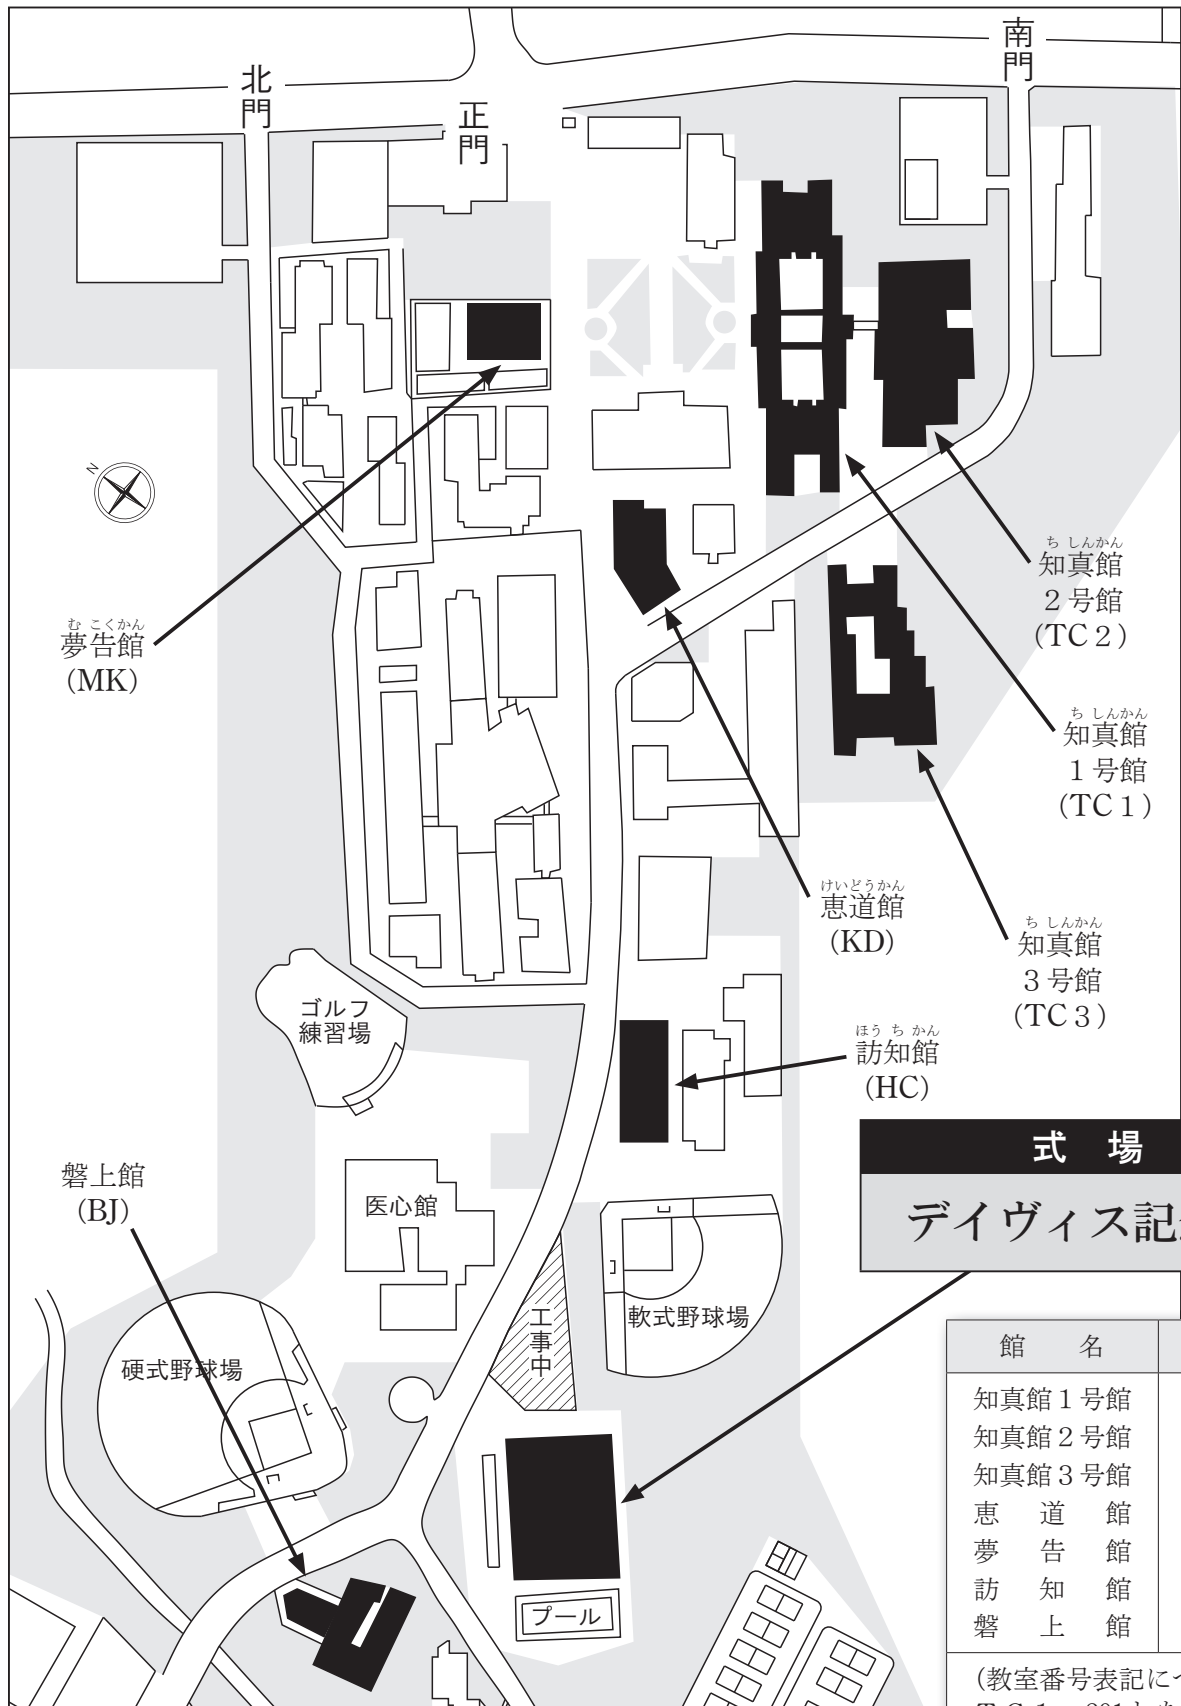 南門
北門
正門
N
ち しんかん
知真館
2号館
(TC2)
む こくかん
夢告館
(MK)
ち しんかん
知真館
1号館
(TC1)
けいどうかん
恵道館
(KD)
ち しんかん
知真館
3号館
(TC3)
ゴルフ
練習場
ほう ち かん
訪知館
(HC)
式 場
磐上館
(BJ)
医心館
デイヴィス記
工事中
軟式野球場
硬式野球場
館 名
知真館1号館
知真館2号館
知真館3号館
恵 道 館
夢 告 館
訪 知 館
磐 上 館
プール
(教室番号表記に